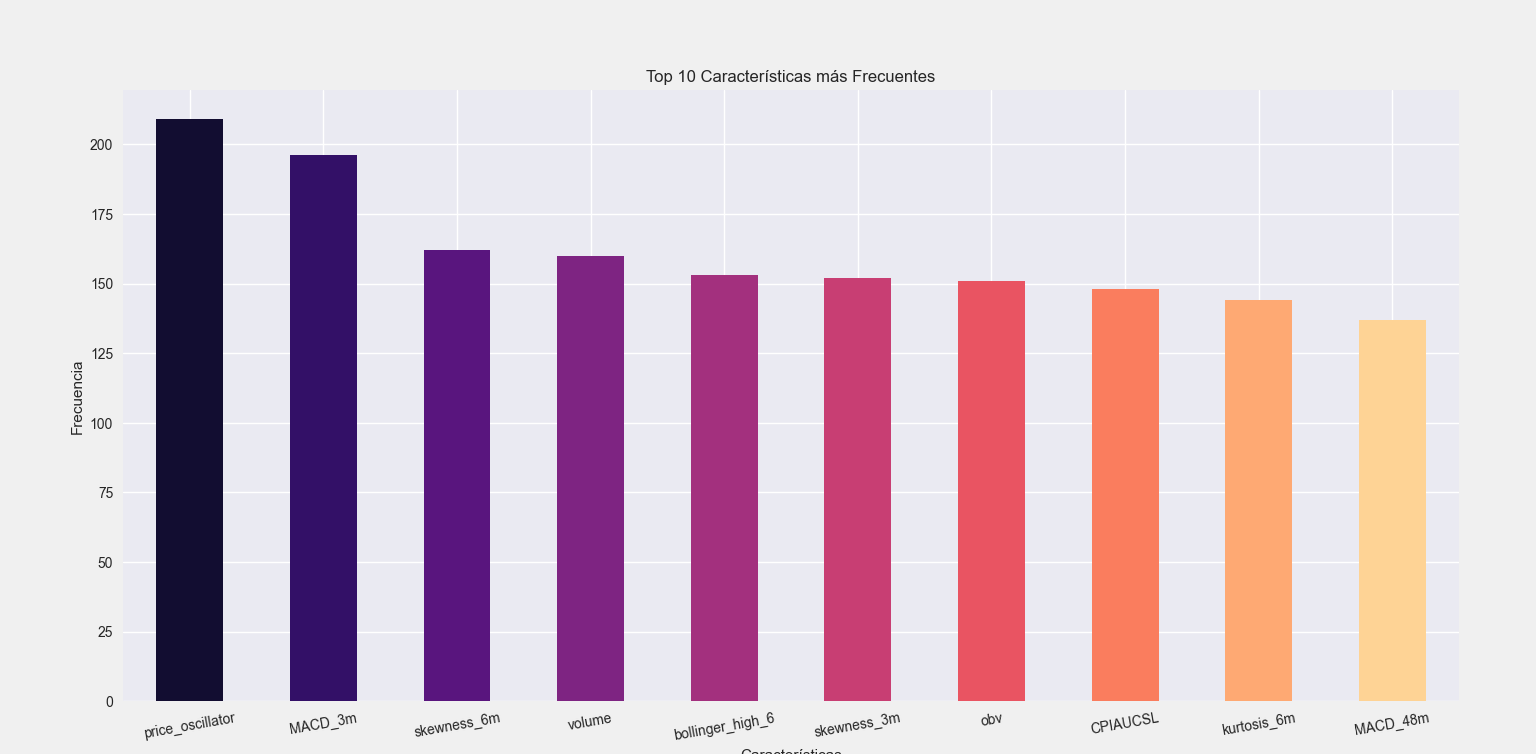 Top 10 Características más Frecuentes
Frecuencia
200
175
150
125
100
75
50
25
0
price_oscillator
MACD_3m
skewness_6m
volume
bollinger_high_6
skewness_3m
obv
CPIAUCSL
kurtosis_6m
MACD_48m
Características